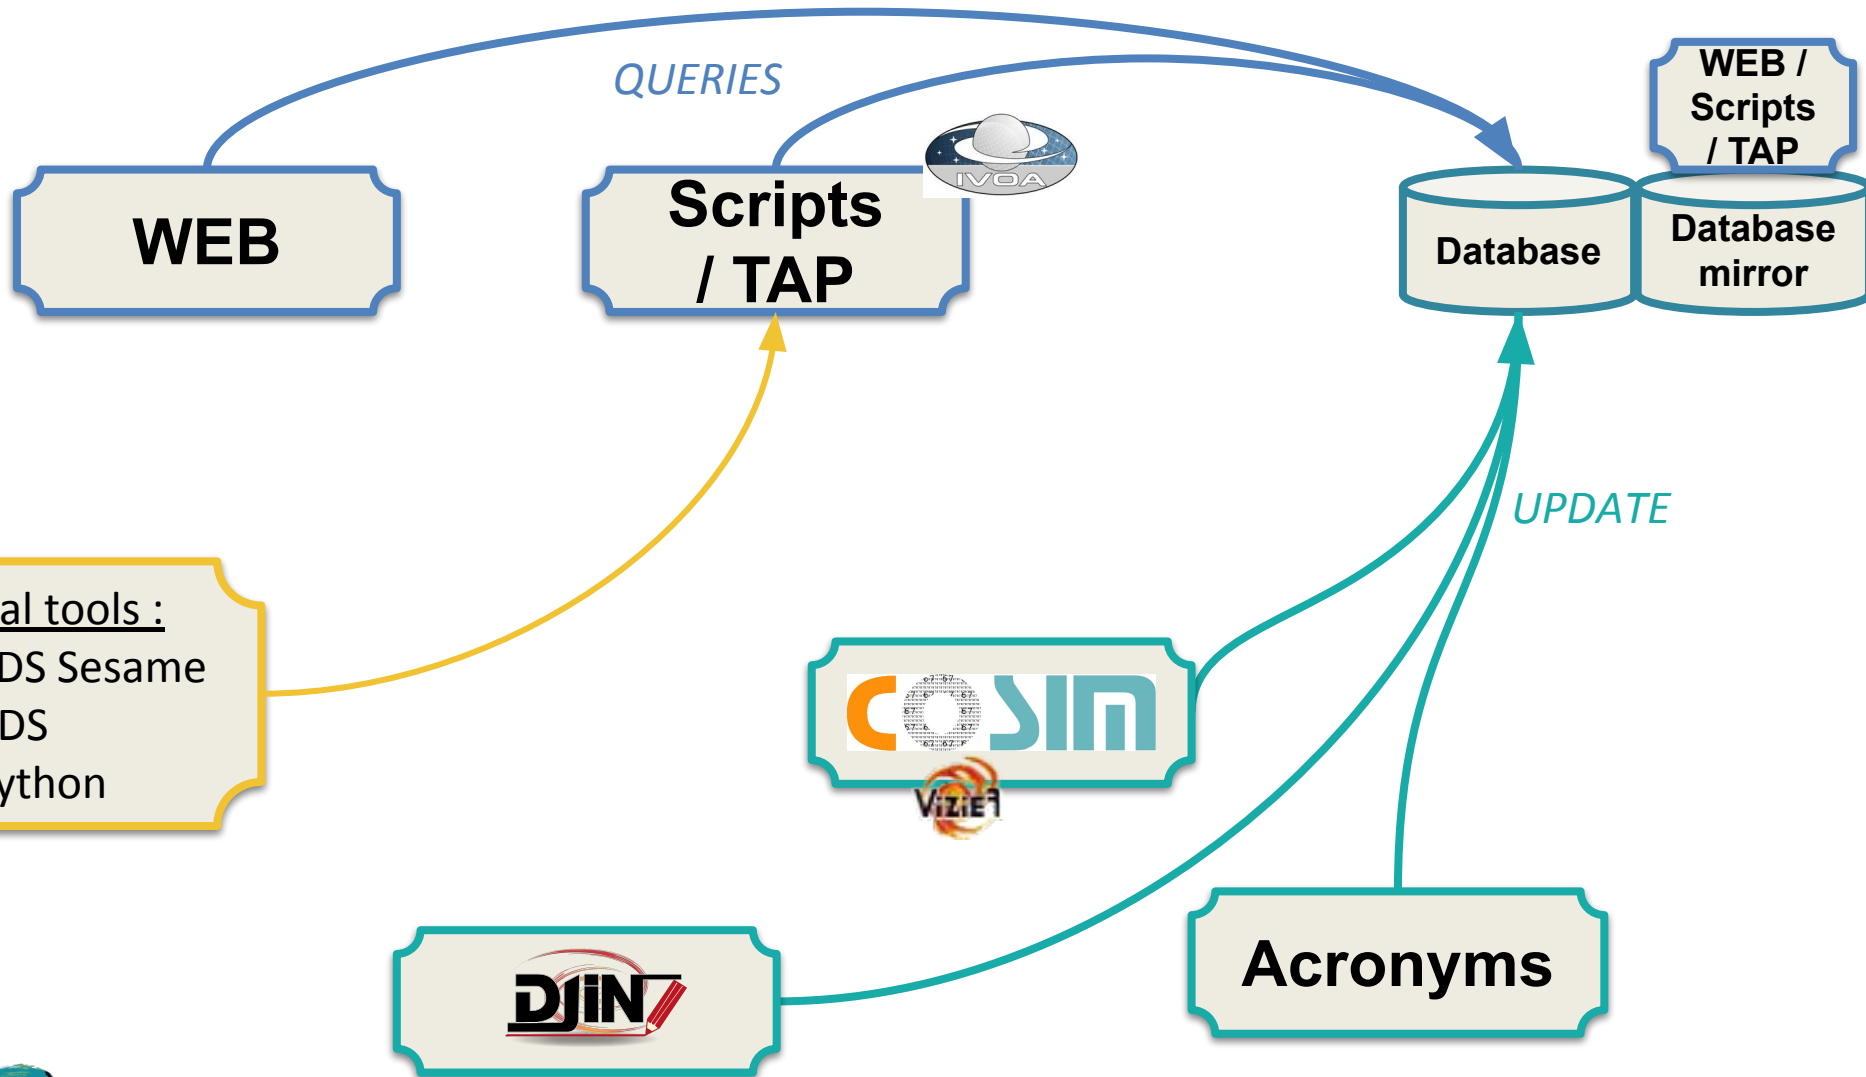 QUERIES
WEB /
Scripts
/ TAP
IVOA
WEB
Scripts
/ TAP
Database
Database
mirror
UPDATE
al tools :
DS Sesame
DS
ython
COSIM
VizieR
DJiN
Acronyms